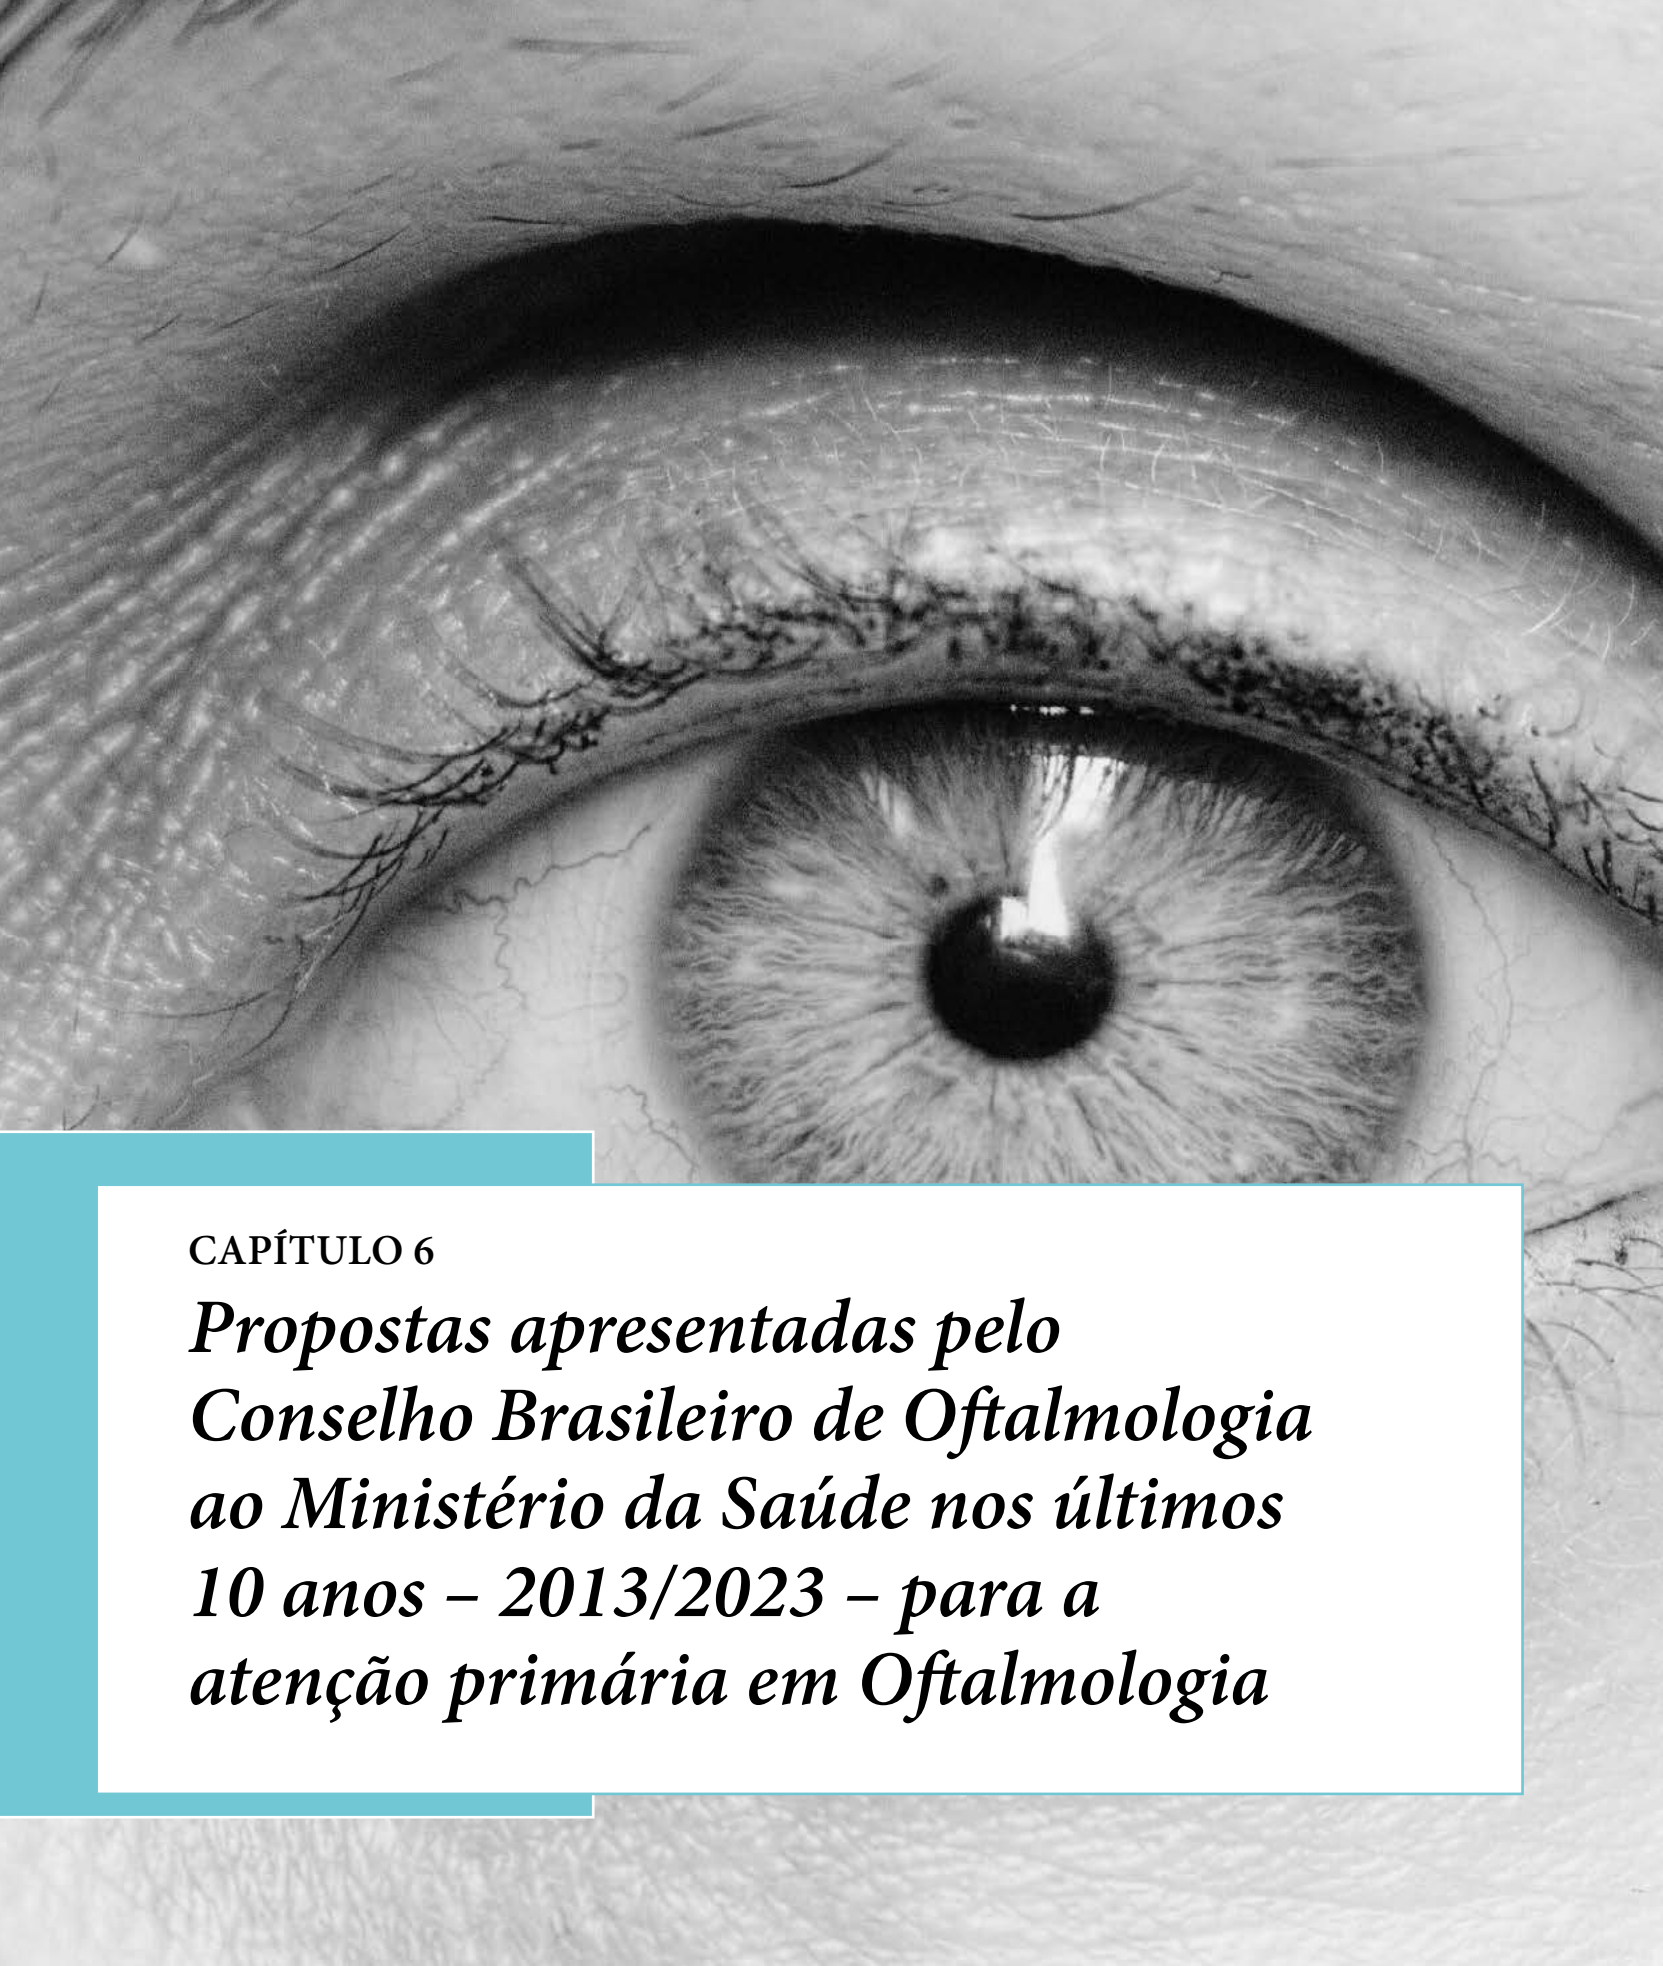 CAPÍTULO 6
Propostas apresentadas pelo
Conselho Brasileiro de Oftalmologia
ao Ministério da Saúde nos últimos
10 anos – 2013/2023 – para a
atenção primária em Oftalmologia